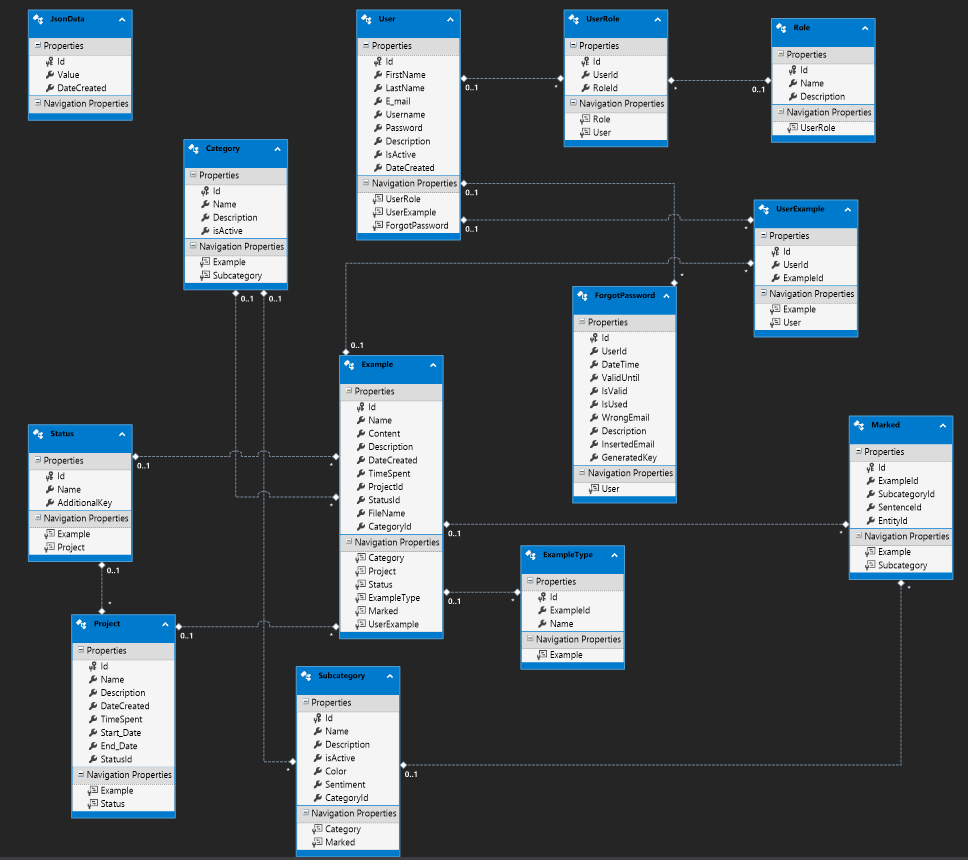 JsonData
Properties
Id
Value
DateCreated
Navigation Properties
User
Properties
Id
FirstName
LastName
E_mail
Username
Password
Description
IsActive
DateCreated
Navigation Properties
UserRole
UserExample
ForgotPassword
UserRole
Properties
Id
UserId
RoleId
Navigation Properties
Role
User
Role
Properties
Id
Name
Description
Navigation Properties
UserRole
0..1
*
*
0..1
Category
Properties
Id
Name
Description
isActive
Navigation Properties
Example
Subcategory
0..1
0..1
0..1
0..1
*
*
*
UserExample
Properties
Id
UserId
ExampleId
Navigation Properties
Example
User
ForgotPassword
Properties
Id
UserId
DateTime
ValidUntil
IsValid
IsUsed
WrongEmail
Description
InsertedEmail
GeneratedKey
Navigation Properties
User
0..1
Example
Properties
Id
Name
Content
Description
DateCreated
TimeSpent
ProjectId
StatusId
FileName
CategoryId
Navigation Properties
Category
Project
Status
ExampleType
Marked
UserExample
Status
Properties
Id
Name
AdditionalKey
Navigation Properties
Example
Project
0..1
*
*
0..1
*
Marked
Properties
Id
ExampleId
SubcategoryId
SentenceId
EntityId
Navigation Properties
Example
Subcategory
0..1
*
*
ExampleType
Properties
Id
ExampleId
Name
Navigation Properties
Example
0..1
*
Project
Properties
Id
Name
Description
DateCreated
TimeSpent
Start_Date
End_Date
StatusId
Navigation Properties
Example
Status
0..1
*
Subcategory
Properties
Id
Name
Description
isActive
Color
Sentiment
CategoryId
Navigation Properties
Category
Marked
*
0..1